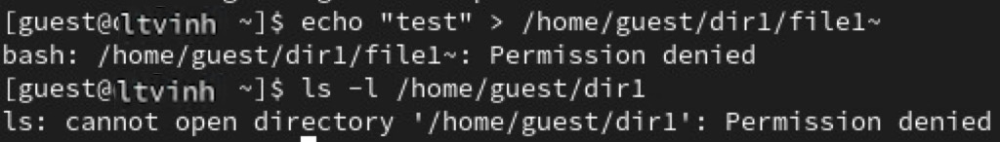 [guest@ltvinh ~]$ echo "test" > /home/guest/dir1/file1~
bash: /home/guest/dir1/file1~: Permission denied
[guest@ltvinh ~]$ ls -l /home/guest/dir1
ls: cannot open directory '/home/guest/dir1': Permission denied